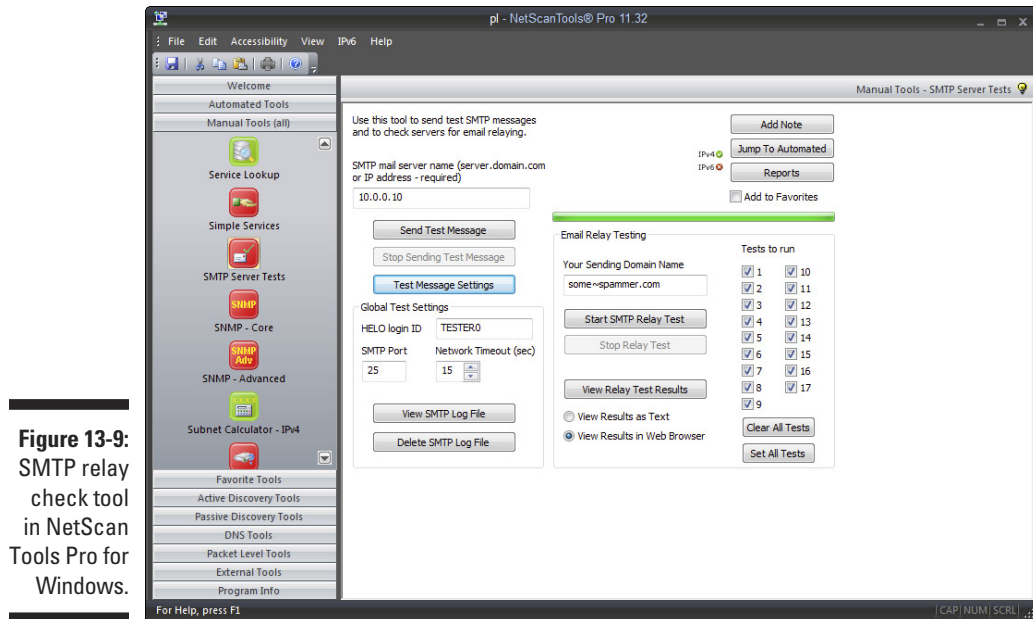 pl - NetScanTools® Pro 11.32
File Edit Accessibility View IPv6 Help
Welcome
Automated Tools
Manual Tools (all)
Service Lookup
Simple Services
SMTP Server Tests
SNMP
SNMP - Core
SNMP
Adv
SNMP - Advanced
Subnet Calculator - IPv4
Favorite Tools
Active Discovery Tools
Passive Discovery Tools
DNS Tools
Packet Level Tools
External Tools
Program Info
Manual Tools - SMTP Server Tests
Use this tool to send test SMTP messages
and to check servers for email relaying.
SMTP mail server name (server.domain.com
or IP address - required)
10.0.0.10
Send Test Message
Stop Sending Test Message
Test Message Settings
Global Test Settings
HELO login ID TESTER0
SMTP Port Network Timeout (sec)
25 15
View SMTP Log File
Delete SMTP Log File
IPv4
IPv6
Add Note
Jump To Automated
Reports
Add to Favorites
Email Relay Testing
Your Sending Domain Name
some~spammer.com
Start SMTP Relay Test
Stop Relay Test
View Relay Test Results
View Results as Text
View Results in Web Browser
Tests to run
1 10
2 11
3 12
4 13
5 14
6 15
7 16
8 17
9
Clear All Tests
Set All Tests
For Help, press F1
CAP NUM SCRL
Figure 13-9:
SMTP relay
check tool
in NetScan
Tools Pro for
Windows.